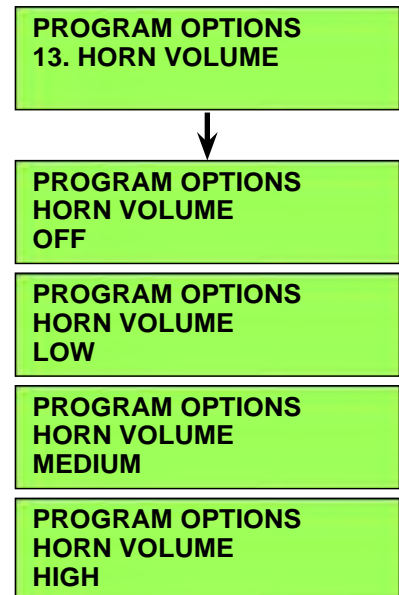 PROGRAM OPTIONS
13. HORN VOLUME
PROGRAM OPTIONS
HORN VOLUME
OFF
PROGRAM OPTIONS
HORN VOLUME
LOW
PROGRAM OPTIONS
HORN VOLUME
MEDIUM
PROGRAM OPTIONS
HORN VOLUME
HIGH